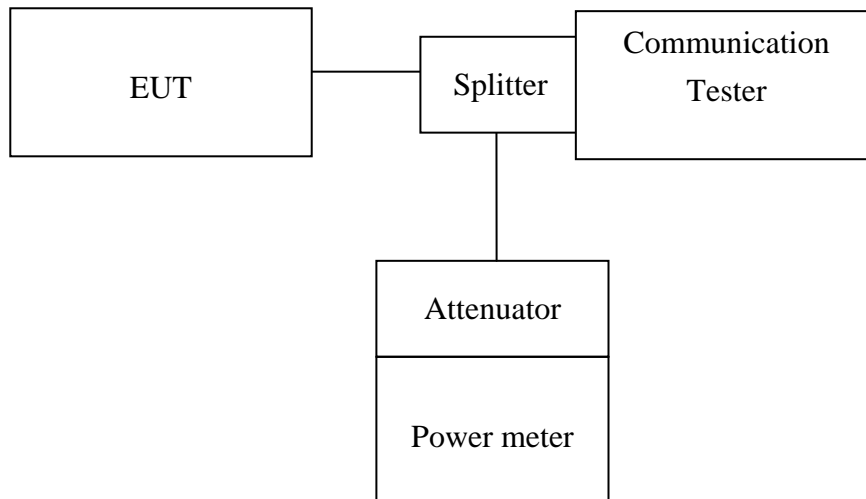 EUT
Splitter
Communication
Tester
Attenuator
Power meter